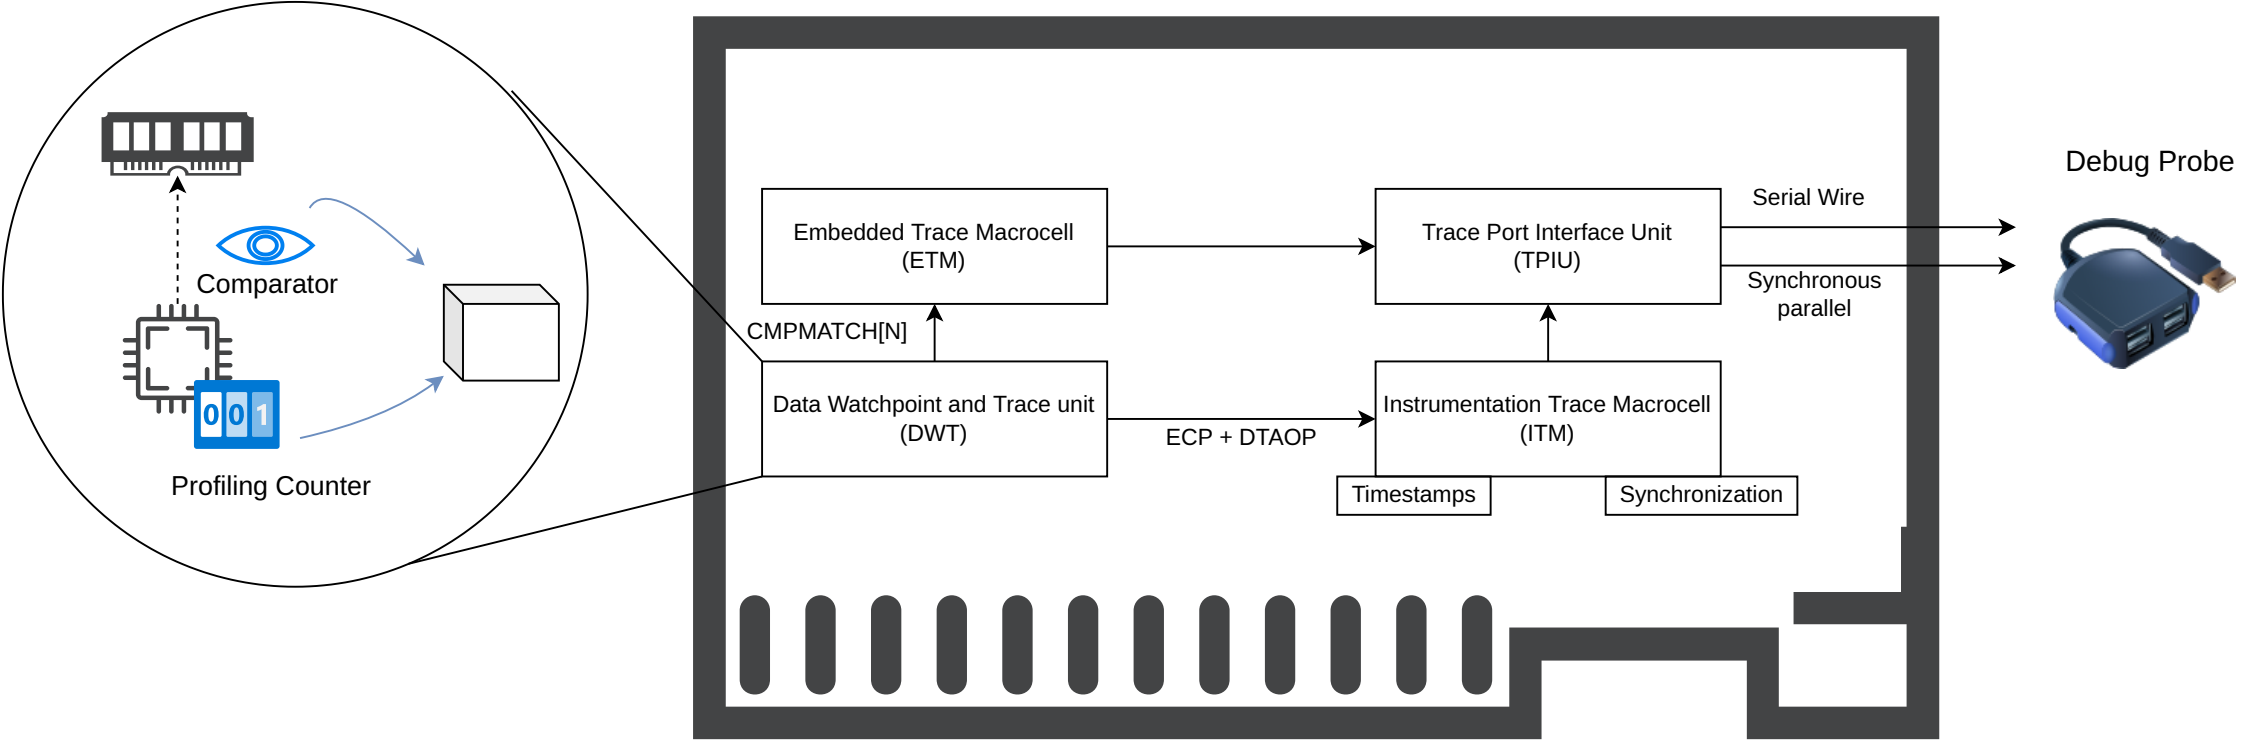 Comparator
001
Profiling Counter
Embedded Trace Macrocell
(ETM)
CMPMATCH[N]
Data Watchpoint and Trace unit
(DWT)
ECP + DTAOP
Trace Port Interface Unit
(TPIU)
Instrumentation Trace Macrocell
(ITM)
Timestamps
Synchronization
Serial Wire
Synchronous
parallel
Debug Probe